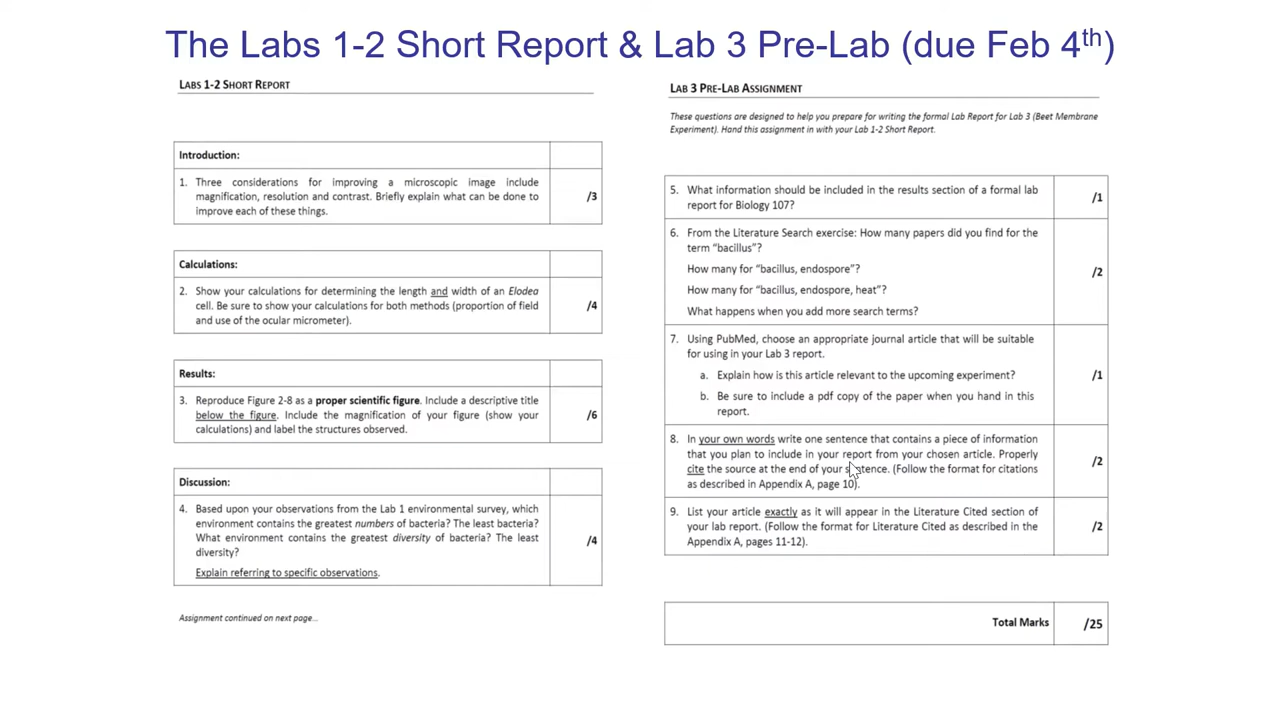 The Labs 1-2 Short Report & Lab 3 Pre-Lab (due Feb 4th)
LABS 1-2 SHORT REPORT
Introduction:
1. Three considerations for improving a microscopic image include
magnification, resolution and contrast. Briefly explain what can be done to
improve each of these things.
/3
Calculations:
2. Show your calculations for determining the length and width of an Elodea
cell. Be sure to show your calculations for both methods (proportion of field
and use of the ocular micrometer).
/4
Results:
3. Reproduce Figure 2-8 as a proper scientific figure. Include a descriptive title
below the figure. Include the magnification of your figure (show your
calculations) and label the structures observed.
/6
Discussion:
4. Based upon your observations from the Lab 1 environmental survey, which
environment contains the greatest numbers of bacteria? The least bacteria?
What environment contains the greatest diversity of bacteria? The least
diversity?
Explain referring to specific observations.
/4
Assignment continued on next page...
LAB 3 PRE-LAB ASSIGNMENT
These questions are designed to help you prepare for writing the formal Lab Report for Lab 3 (Beet Membrane
Experiment). Hand this assignment in with your Lab 1-2 Short Report.
5. What information should be included in the results section of a formal lab
report for Biology 107?
/1
6. From the Literature Search exercise: How many papers did you find for the
term "bacillus"?
How many for "bacillus, endospore"?
How many for "bacillus, endospore, heat"?
What happens when you add more search terms?
/2
7. Using PubMed, choose an appropriate journal article that will be suitable
for using in your Lab 3 report.
a. Explain how is this article relevant to the upcoming experiment?
b. Be sure to include a pdf copy of the paper when you hand in this
report.
/1
8. In your own words write one sentence that contains a piece of information
that you plan to include in your report from your chosen article. Properly
cite the source at the end of your sentence. (Follow the format for citations
as described in Appendix A, page 10).
/2
9. List your article exactly as it will appear in the Literature Cited section of
your lab report. (Follow the format for Literature Cited as described in the
Appendix A, pages 11-12).
/2
Total Marks
/25